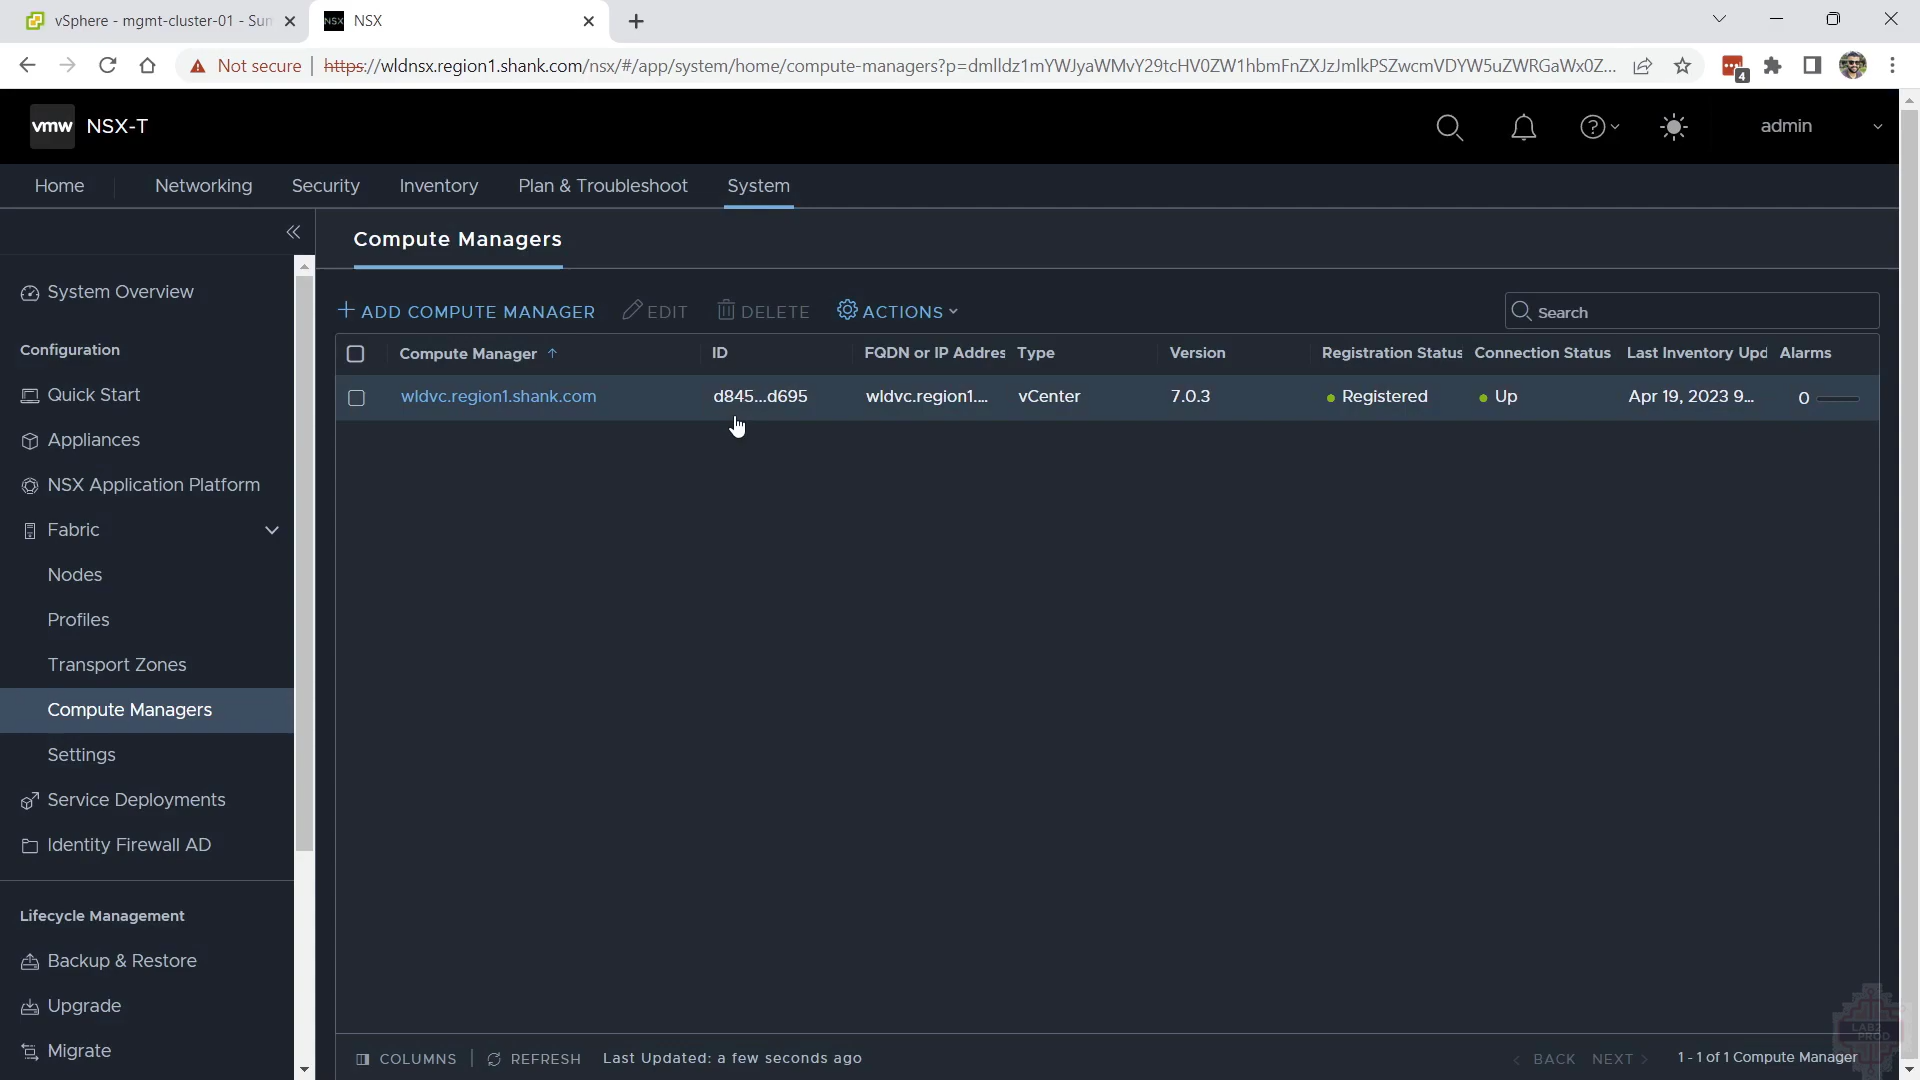 vSphere - mgmt-cluster-01 - Sum
NSX NSX
Not secure | https://wldnsx.region1.shank.com/nsx/#/app/system/home/compute-managers?p=dmlldz1mYWJyaWMvY29tcHV0ZW1hbmFnZXJzJmlkPSZwcmVDYW5uZWRGaWx0Z...
4
vmw NSX-T
admin
Home Networking Security Inventory Plan & Troubleshoot System
Compute Managers
System Overview
Configuration
Quick Start
Appliances
NSX Application Platform
Fabric
Nodes
Profiles
Transport Zones
Compute Managers
Settings
Service Deployments
Identity Firewall AD
Lifecycle Management
Backup & Restore
Upgrade
Migrate
+ ADD COMPUTE MANAGER EDIT DELETE ACTIONS Search
Compute Manager ID FQDN or IP Addres Type Version Registration Status Connection Status Last Inventory Upd Alarms
wldvc.region1.shank.com d845...d695 wldvc.region1.... vCenter 7.0.3 Registered Up Apr 19, 2023 9... 0
COLUMNS | REFRESH Last Updated: a few seconds ago BACK NEXT 1 - 1 of 1 Compute Manager
LAB2
PROD